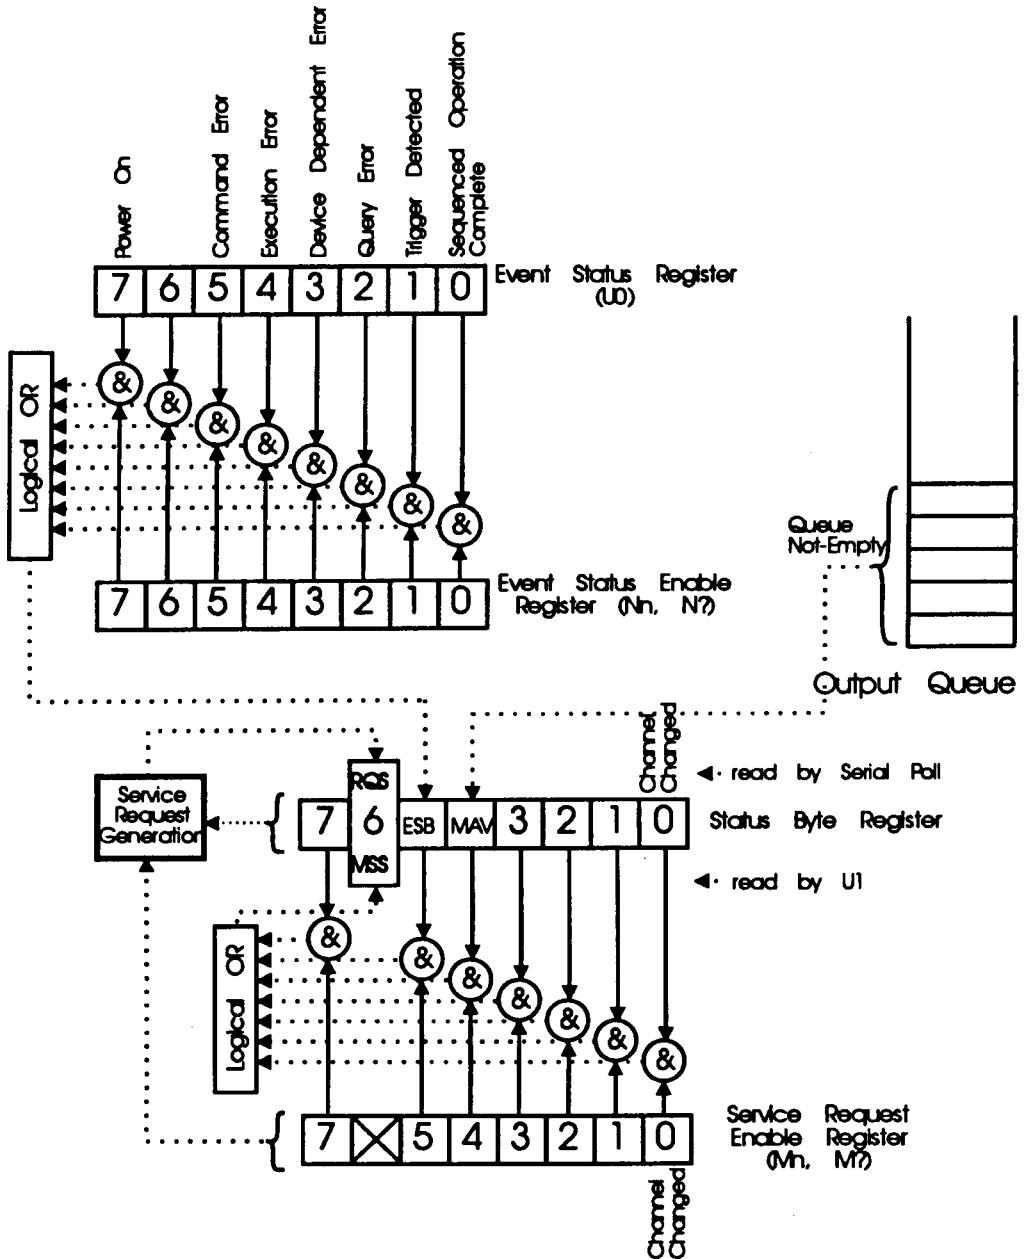 Power On
Command Error
Execution Error
Device Dependent Error
Query Error
Trigger Detected
Sequenced Operation
Complete
7 6 5 4 3 2 1 0
Event Status Register
(U0)
& & & & & & & &
Logical OR
7 6 5 4 3 2 1 0
Event Status Enable
Register (Nn, N?)
Queue
Not-Empty
Output Queue
Channel
Changed
read by Serial Poll
Service
Request
Generation
RQS
7 6 ESB MAV 3 2 1 0
MSS
Status Byte Register
read by U1
& & & & & & &
Logical OR
7 5 4 3 2 1 0
Service Request
Enable Register
(Mn, M?)
Channel
Changed